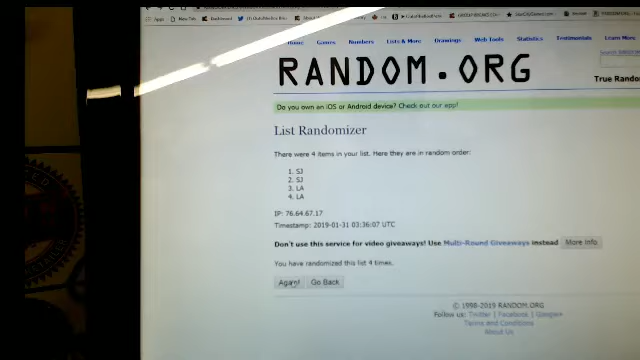 Apps New Tab Dashboard
Home Games Numbers Lists & More Drawings Web Tools Statistics Testimonials Learn More
RANDOM.ORG
True Rando
Do you own an iOS or Android device? Check out our app!
List Randomizer
There were 4 items in your list. Here they are in random order:
1. SJ
2. SJ
3. LA
4. LA
IP: 76.64.67.17
Timestamp: 2019-01-31 03:36:07 UTC
Don't use this service for video giveaways! Use Multi-Round Giveaways instead More Info
You have randomized this list 4 times.
Again! Go Back
© 1998-2019 RANDOM.ORG
Follow us: Twitter | Facebook | Google+
Terms and Conditions
About Us